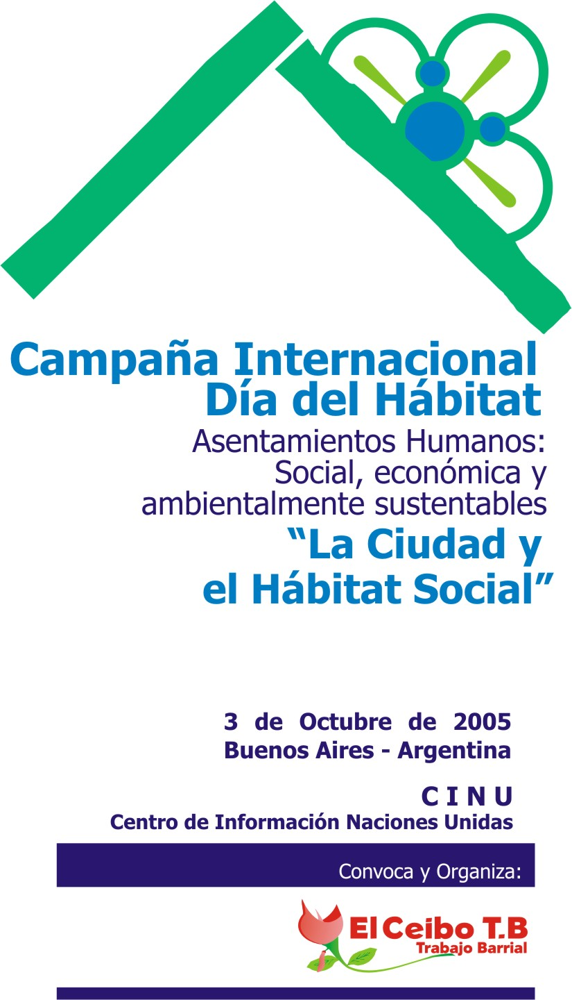 Campaña Internacional
Día del Hábitat
Asentamientos Humanos:
Social, económica y
ambientalmente sustentables
“La Ciudad y
el Hábitat Social”
3 de Octubre de 2005
Buenos Aires - Argentina
C I N U
Centro de Información Naciones Unidas
Convoca y Organiza:
El Ceibo T.B
Trabajo Barrial